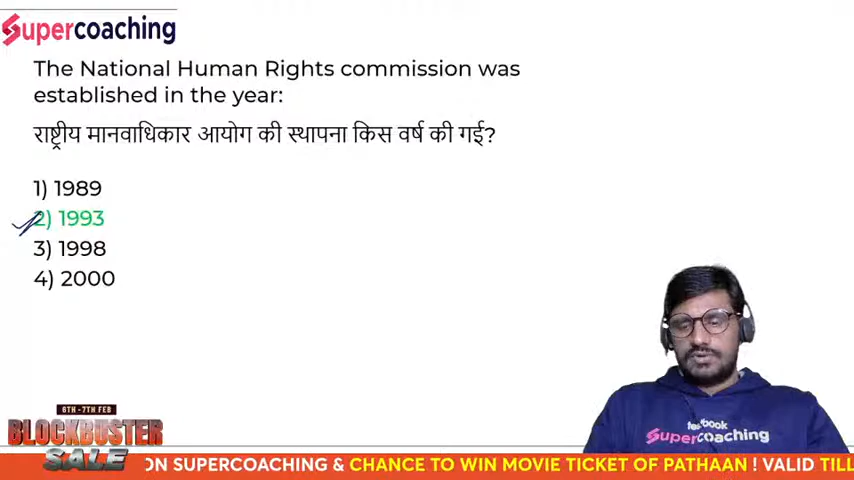 Supercoaching
The National Human Rights commission was
established in the year:
राष्ट्रीय मानवाधिकार आयोग की स्थापना किस वर्ष की गई?
1) 1989
2) 1993
3) 1998
4) 2000
testbook
Supercoaching
6TH -7TH FEB
BLOCKBUSTER
SALE
ON SUPERCOACHING & CHANCE TO WIN MOVIE TICKET OF PATHAAN ! VALID TILL